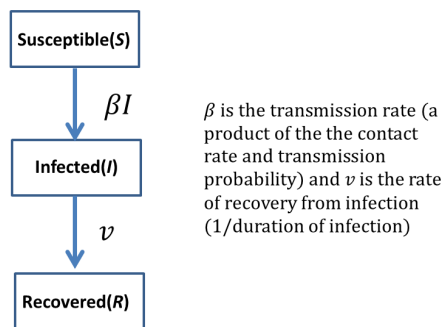 Susceptible(S)
βI
Infected(I)
v
Recovered(R)
β is the transmission rate (a
product of the the contact
rate and transmission
probability) and v is the rate
of recovery from infection
(1/duration of infection)